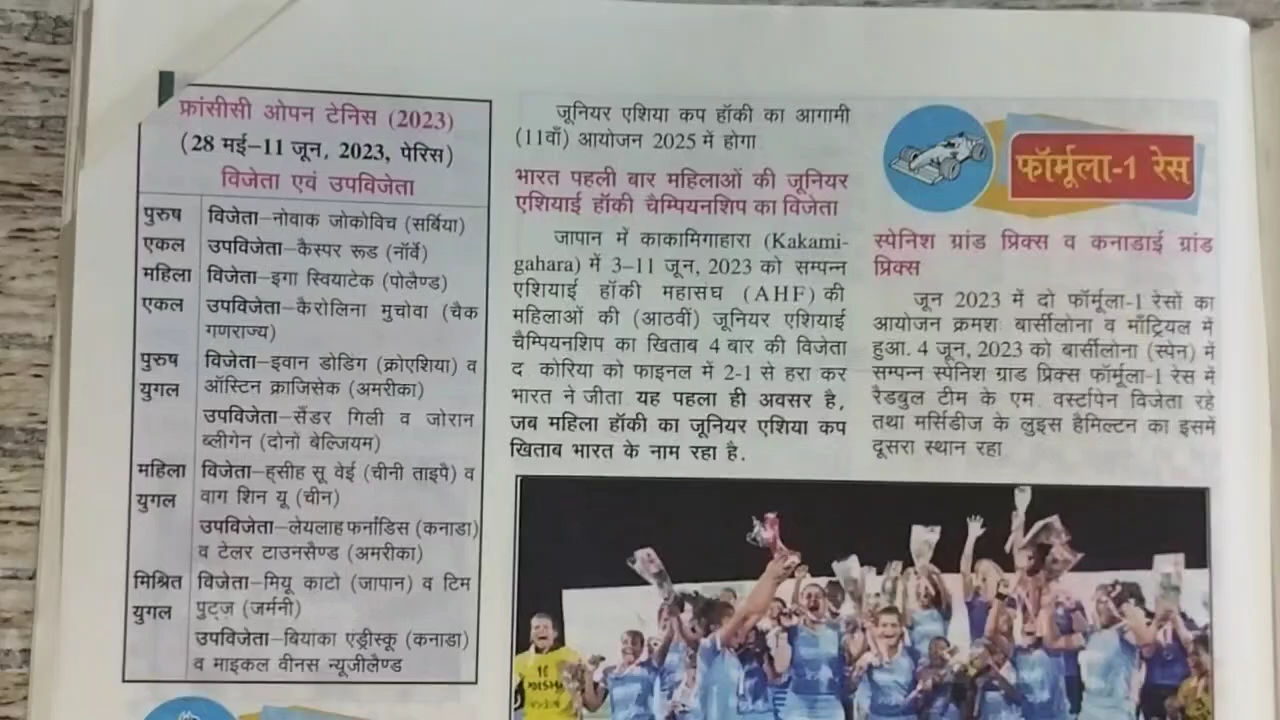 फ्रांसीसी ओपन टेनिस (2023)
(28 मई–11 जून, 2023, पेरिस)
विजेता एवं उपविजेता
पुरुष विजेता–नोवाक जोकोविच (सर्बिया)
एकल उपविजेता–कैस्पर रूड (नॉर्वे)
महिला विजेता–इगा स्वियाटेक (पोलैण्ड)
एकल उपविजेता–कैरोलिना मुचोवा (चैक
गणराज्य)
पुरुष विजेता–इवान डोडिग (क्रोएशिया) व
युगल ऑस्टिन क्राजिसेक (अमरीका)
उपविजेता–सैंडर गिली व जोरान
ब्लीगेन (दोनों बेल्जियम)
महिला विजेता–ह्सीह सू वेई (चीनी ताइपै) व
युगल वाग शिन यू (चीन)
उपविजेता–लेयलाह फर्नांडिस (कनाडा)
व टेलर टाउनसैण्ड (अमरीका)
मिश्रित विजेता–मियू काटो (जापान) व टिम
युगल पुट्ज़ (जर्मनी)
उपविजेता–बियांका एंड्रीस्कू (कनाडा)
व माइकल वीनस न्यूजीलैण्ड
जूनियर एशिया कप हॉकी का आगामी
(11वाँ) आयोजन 2025 में होगा
भारत पहली बार महिलाओं की जूनियर
एशियाई हॉकी चैम्पियनशिप का विजेता
जापान में काकामिगाहारा (Kakami-
gahara) में 3–11 जून, 2023 को सम्पन्न
एशियाई हॉकी महासंघ (AHF) की
महिलाओं की (आठवीं) जूनियर एशियाई
चैम्पियनशिप का खिताब 4 बार की विजेता
द कोरिया को फाइनल में 2-1 से हरा कर
भारत ने जीता यह पहला ही अवसर है,
जब महिला हॉकी का जूनियर एशिया कप
खिताब भारत के नाम रहा है.
फॉर्मूला-1 रेस
स्पेनिश ग्रांड प्रिक्स व कनाडाई ग्रांड
प्रिक्स
जून 2023 में दो फॉर्मूला-1 रेसों का
आयोजन क्रमशः बार्सीलोना व मॉंट्रियल में
हुआ. 4 जून, 2023 को बार्सीलोना (स्पेन) में
सम्पन्न स्पेनिश ग्राड प्रिक्स फॉर्मूला-1 रेस में
रैडबुल टीम के एम. वर्स्टापेन विजेता रहे
तथा मर्सिडीज के लुइस हैमिल्टन का इसमें
दूसरा स्थान रहा